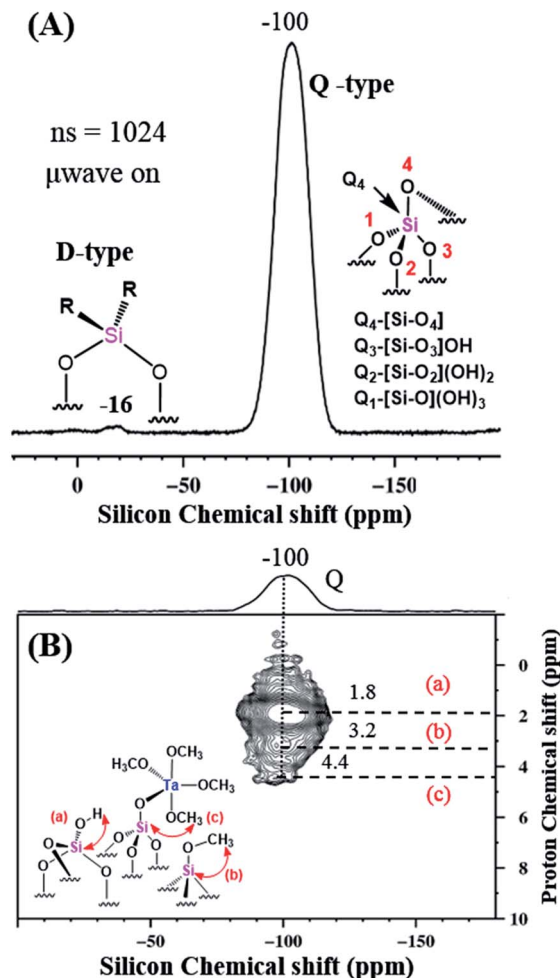 (A)
-100
Q -type
ns = 1024
μwave on
D-type
R
R
Si
O
O
-16
4
Q4
O
1
Si
O
O
3
O
2
Q4-[Si-O4]
Q3-[Si-O3]OH
Q2-[Si-O2](OH)2
Q1-[Si-O](OH)3
0
−50
−100
−150
Silicon Chemical shift (ppm)
-100
Q
(B)
1.8
(a)
3.2
(b)
4.4
(c)
0
2
4
6
8
10
Proton Chemical shift (ppm)
OCH3
H3CO
Ta
OCH3
OCH3
O
(a)
O
H
Si
(c)
O
CH3
Si
O
O
O
O
O
O
Si
(b)
−50
−100
−150
Silicon Chemical shift (ppm)